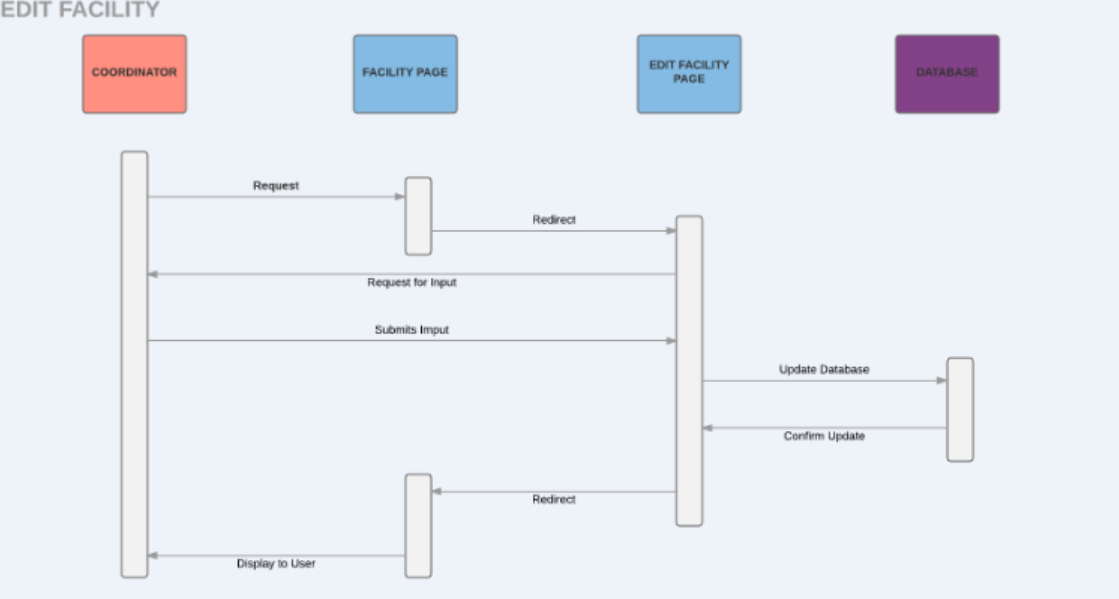 EDIT FACILITY
COORDINATOR
FACILITY PAGE
EDIT FACILITY
PAGE
DATABASE
Request
Redirect
Request for Input
Submits Imput
Update Database
Confirm Update
Redirect
Display to User